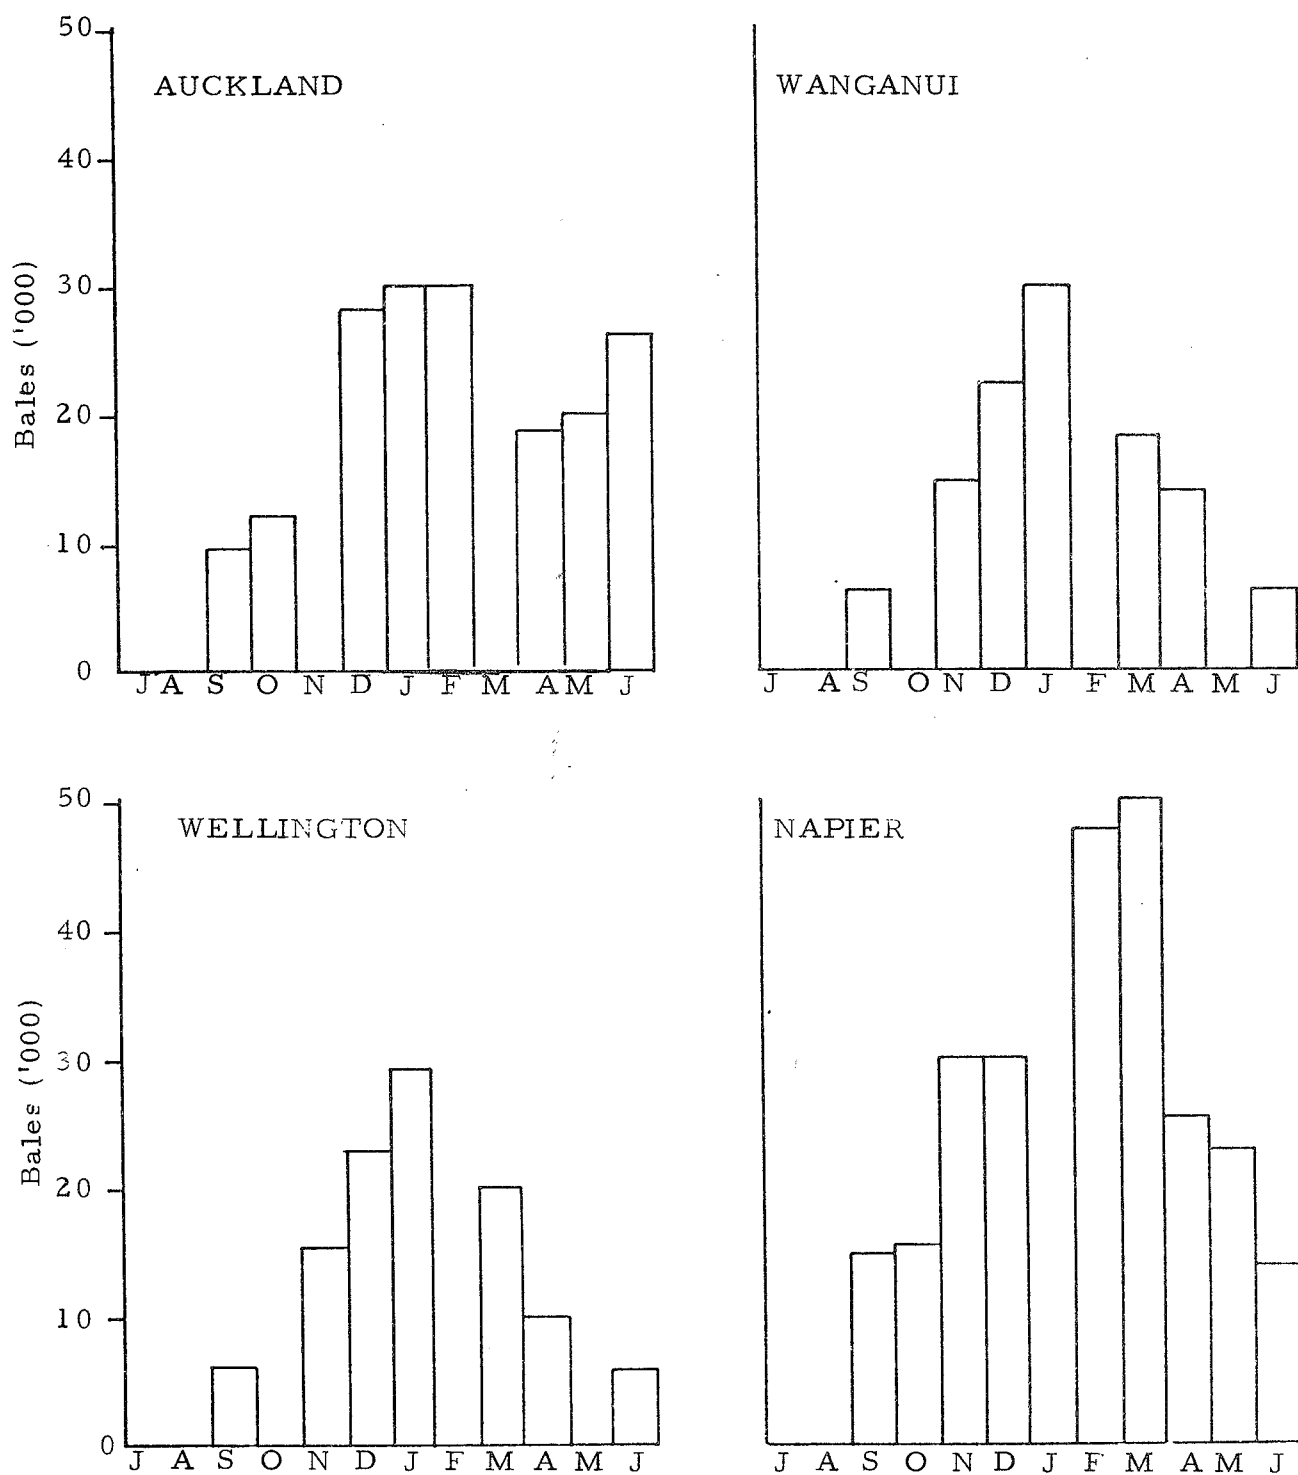 50
AUCKLAND
40
30
20
10
0
Bales ('000)
J A S O N D J F M A M J
WANGANUI
J A S O N D J F M A M J
50
WELLINGTON
40
30
20
10
0
Bales ('000)
J A S O N D J F M A M J
NAPIER
J A S O N D J F M A M J